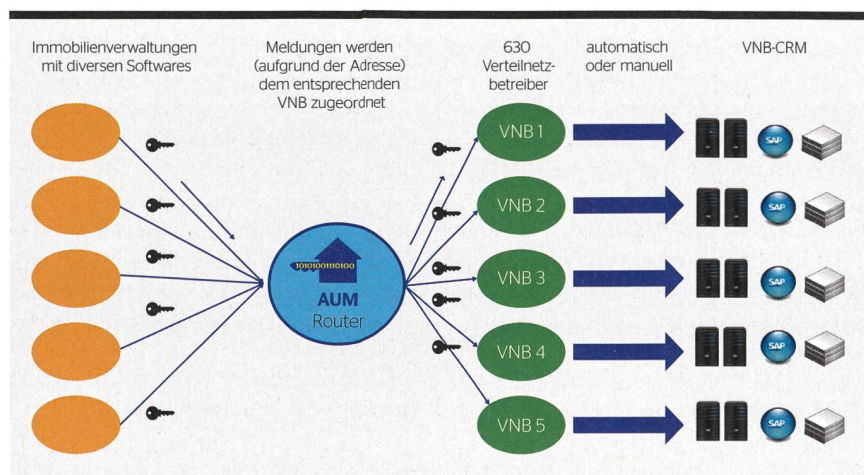 Immobilienverwaltungen
mit diversen Softwares
Meldungen werden
(aufgrund der Adresse)
dem entsprechenden
VNB zugeordnet
630
Verteilnetz-
betreiber
automatisch
oder manuell
VNB-CRM
VNB 1
SAP
VNB 2
SAP
10101001110100
AUM
Router
VNB 3
SAP
VNB 4
SAP
VNB 5
SAP